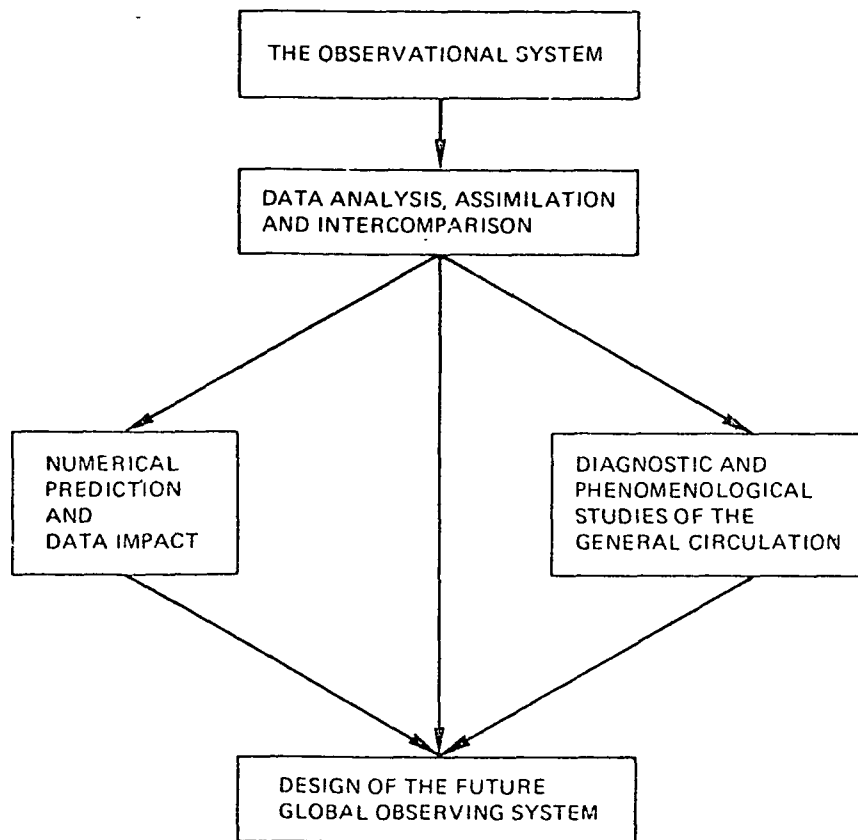 THE OBSERVATIONAL SYSTEM
DATA ANALYSIS, ASSIMILATION
AND INTERCOMPARISON
NUMERICAL
PREDICTION
AND
DATA IMPACT
DIAGNOSTIC AND
PHENOMENOLOGICAL
STUDIES OF THE
GENERAL CIRCULATION
DESIGN OF THE FUTURE
GLOBAL OBSERVING SYSTEM